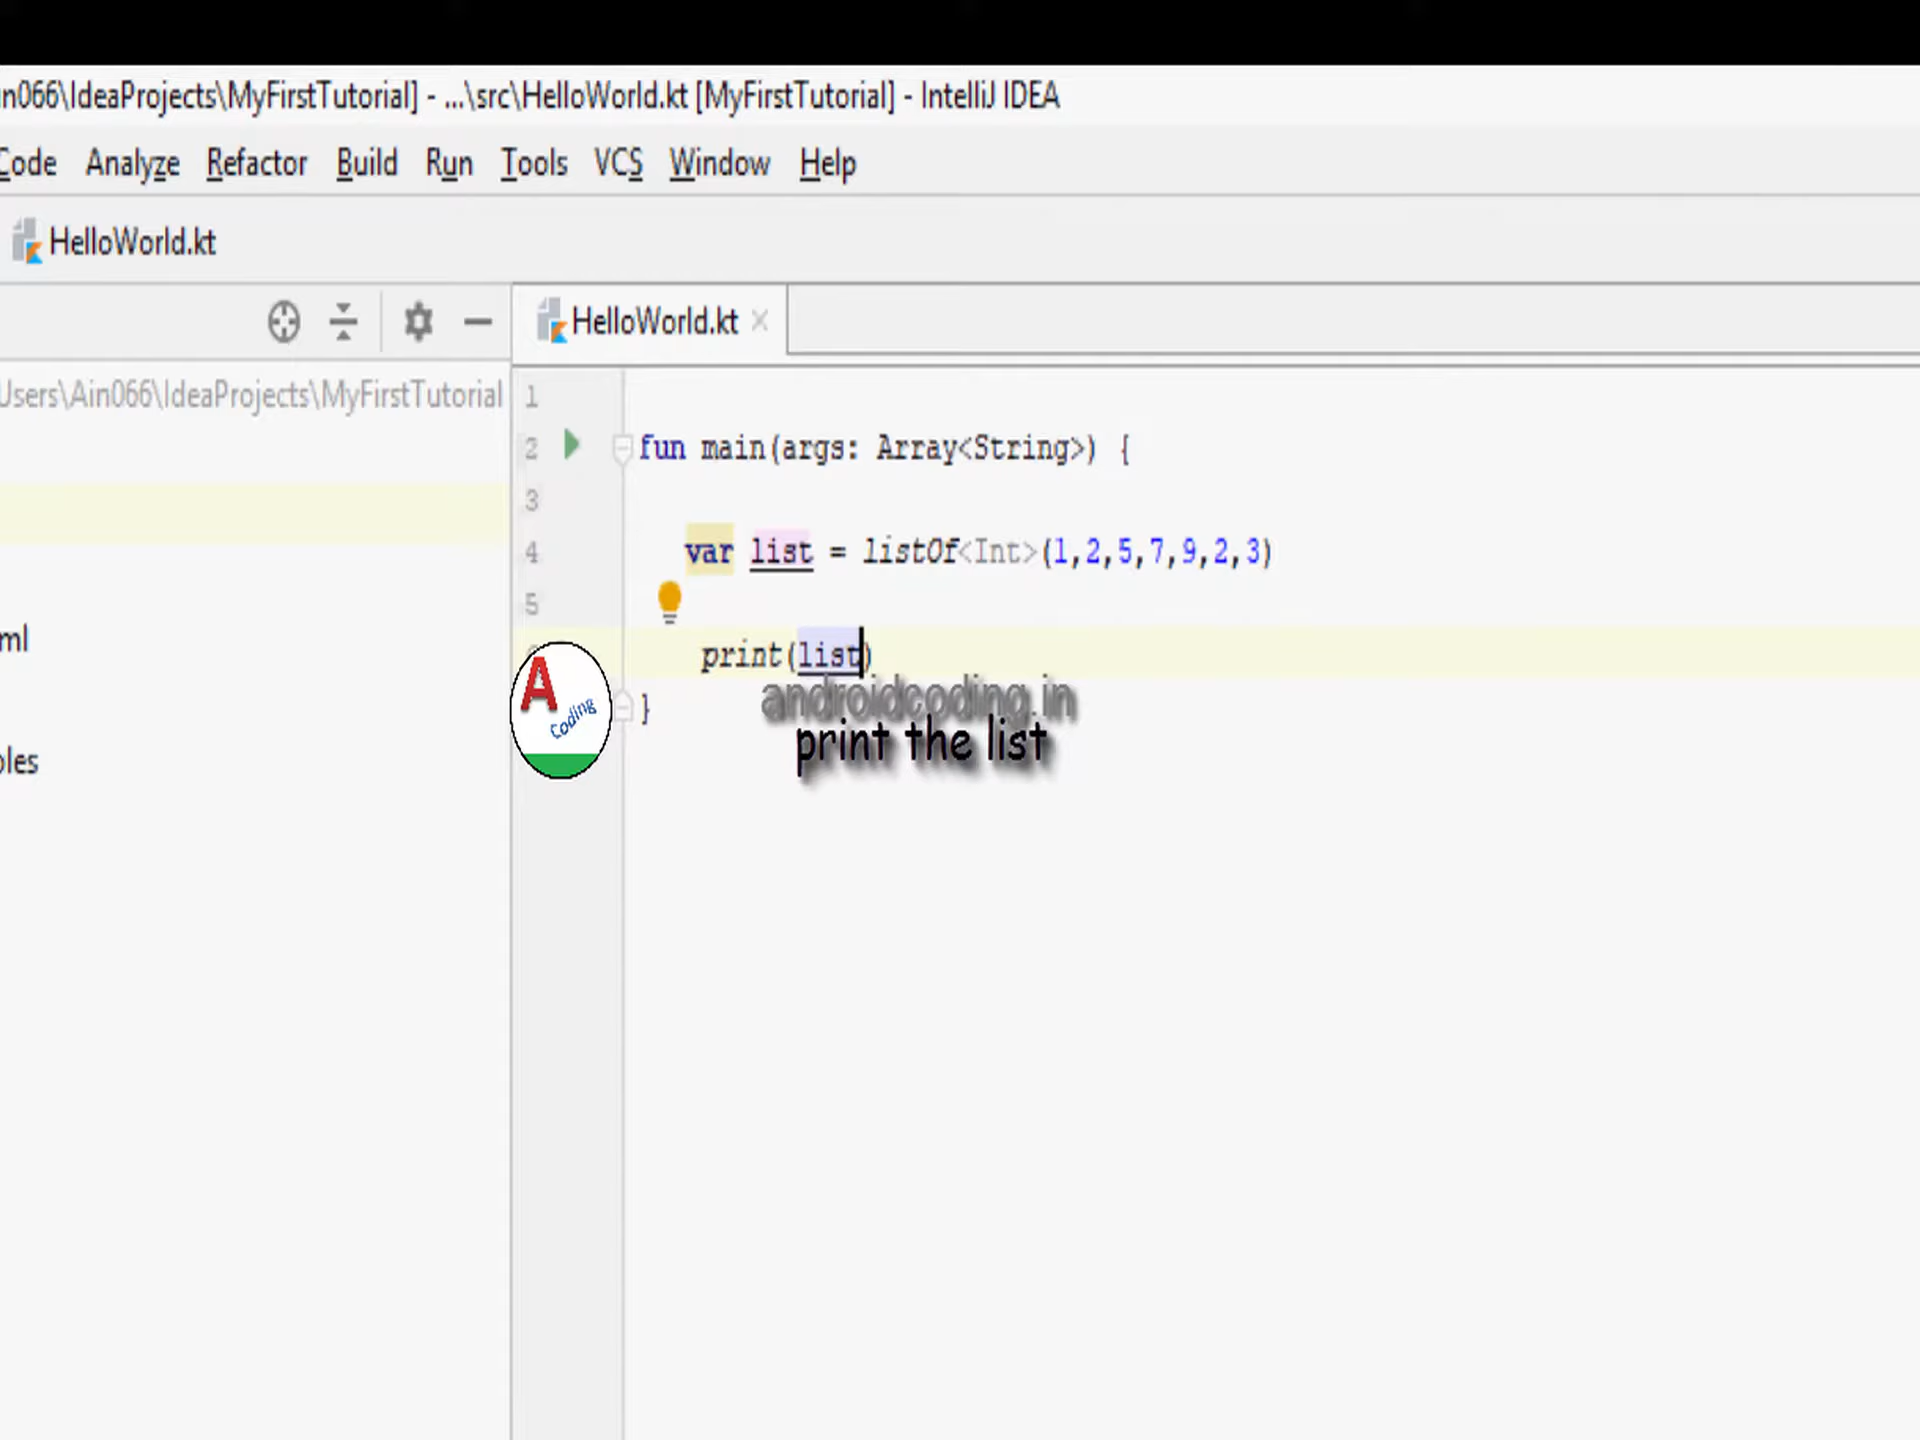 in066\IdeaProjects\MyFirstTutorial] - ...\src\HelloWorld.kt [MyFirstTutorial] - IntelliJ IDEA
Code Analyze Refactor Build Run Tools VCS Window Help
HelloWorld.kt
HelloWorld.kt
Users\Ain066\IdeaProjects\MyFirstTutorial
1
2 fun main(args: Array<String>) {
3
4 var list = listOf<Int>(1,2,5,7,9,2,3)
5
ml
print(list)
A Coding
}
androidcoding.in
print the list
oles